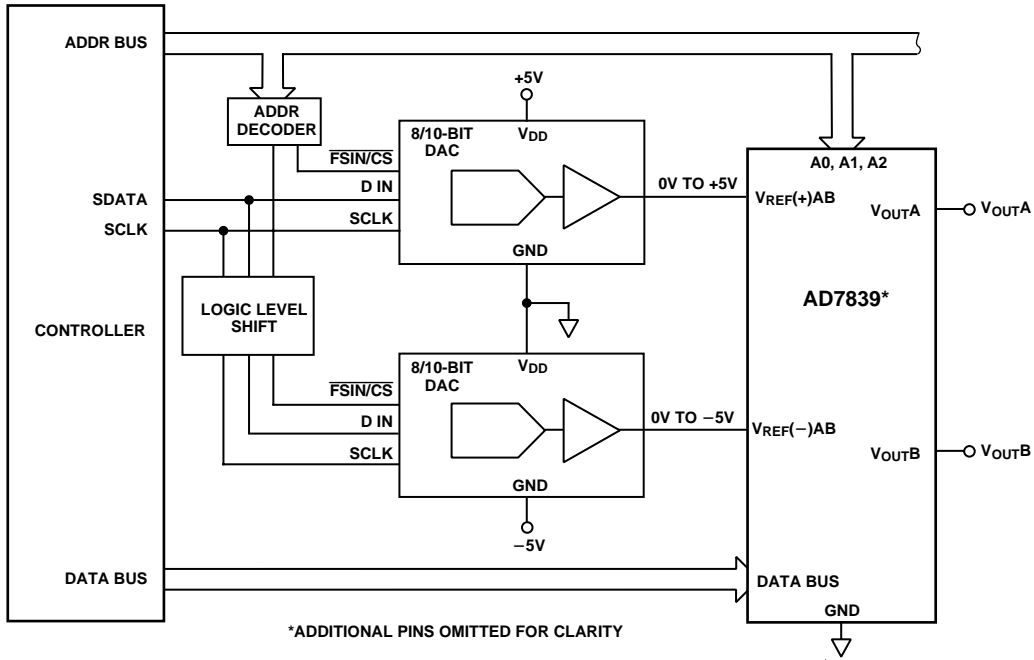 ADDR BUS
+5V
ADDR
DECODER
8/10-BIT
DAC
VDD
FSIN/CS
D IN
SCLK
GND
0V TO +5V
SDATA
SCLK
A0, A1, A2
VREF(+)AB
VOUTA
VOUTA
AD7839*
LOGIC LEVEL
SHIFT
CONTROLLER
8/10-BIT
DAC
VDD
FSIN/CS
D IN
SCLK
GND
0V TO −5V
VREF(−)AB
VOUTB
VOUTB
−5V
DATA BUS
DATA BUS
GND
*ADDITIONAL PINS OMITTED FOR CLARITY